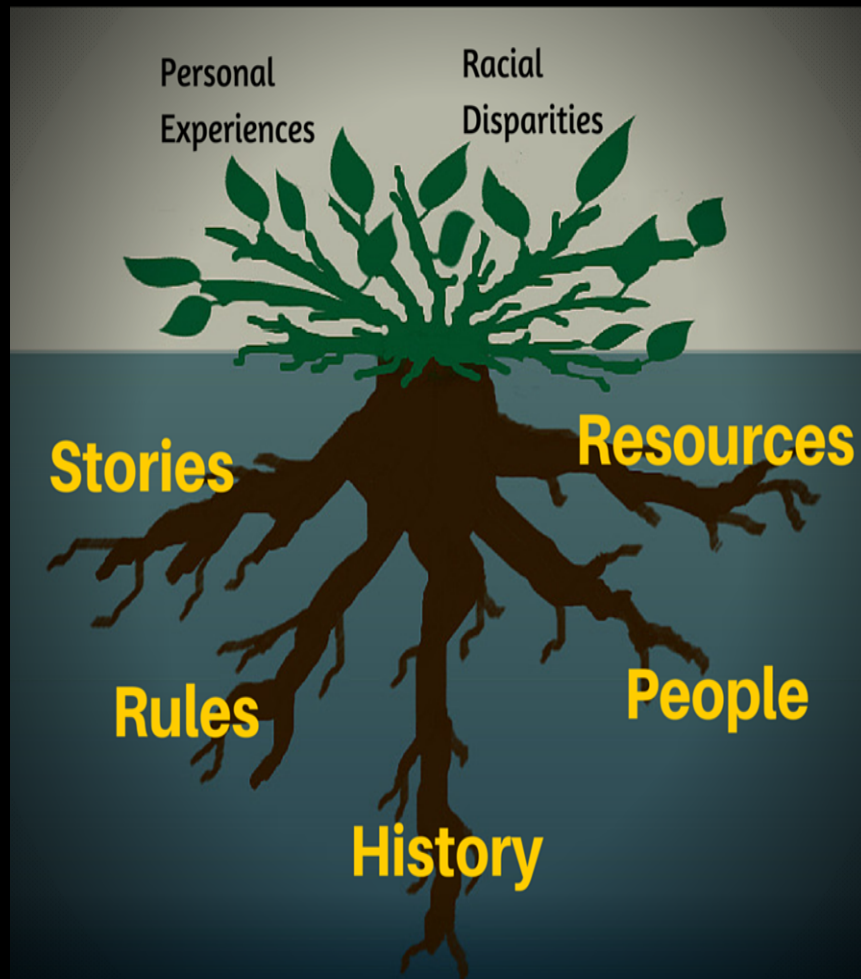 Personal
Experiences
Racial
Disparities
Stories
Resources
Rules
People
History